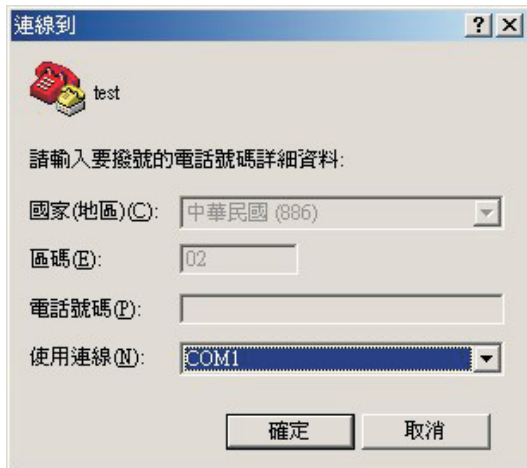 連線到
test
請輸入要撥號的電話號碼詳細資料:
國家(地區)(C): 中華民國 (886)
區碼(E): 02
電話號碼(P):
使用連線(N): COM1
確定 取消